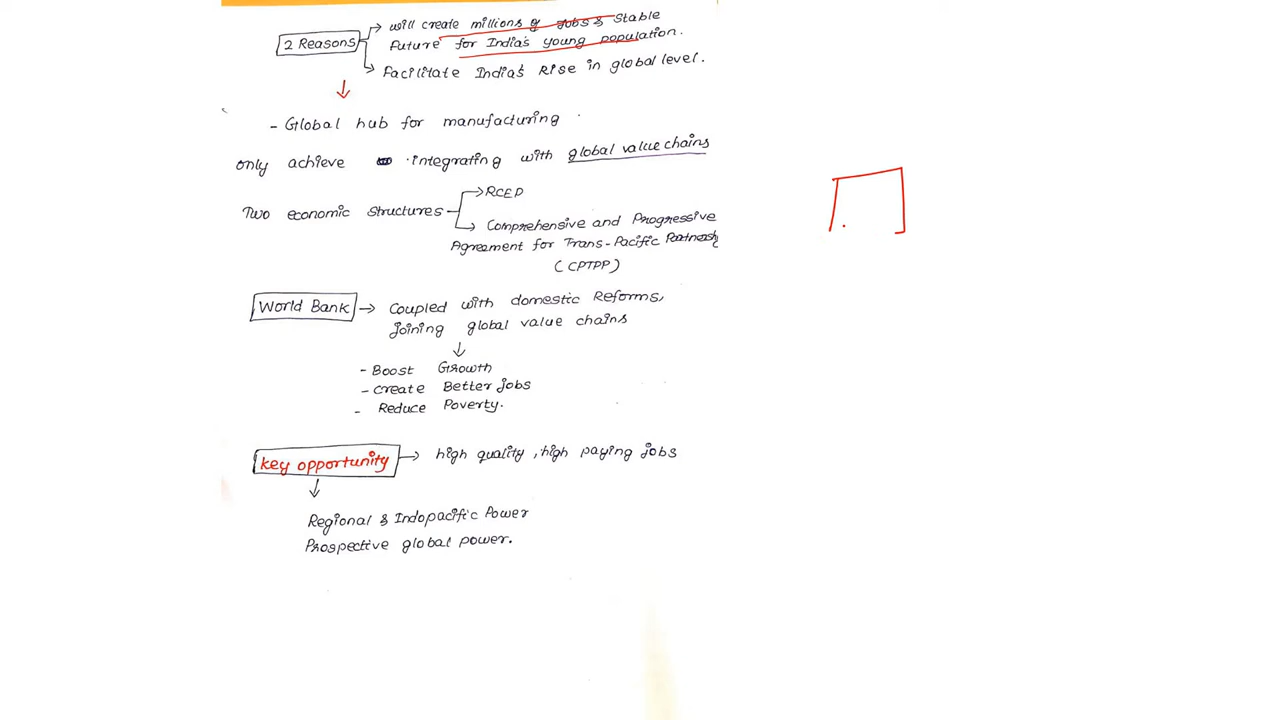 2 Reasons → will create millions of jobs & Stable
Future for India's young population.
→ Facilitate India's Rise in global level.
- Global hub for manufacturing
only achieve integrating with global value chains
Two economic structures → RCEP
→ Comprehensive and Progressive
Agreement for Trans-Pacific Partnership
(CPTPP)
World Bank → Coupled with domestic Reforms,
joining global value chains
- Boost Growth
- create Better jobs
- Reduce Poverty.
key opportunity → high quality, high paying jobs
Regional & Indopacific Power
Prospective global power.